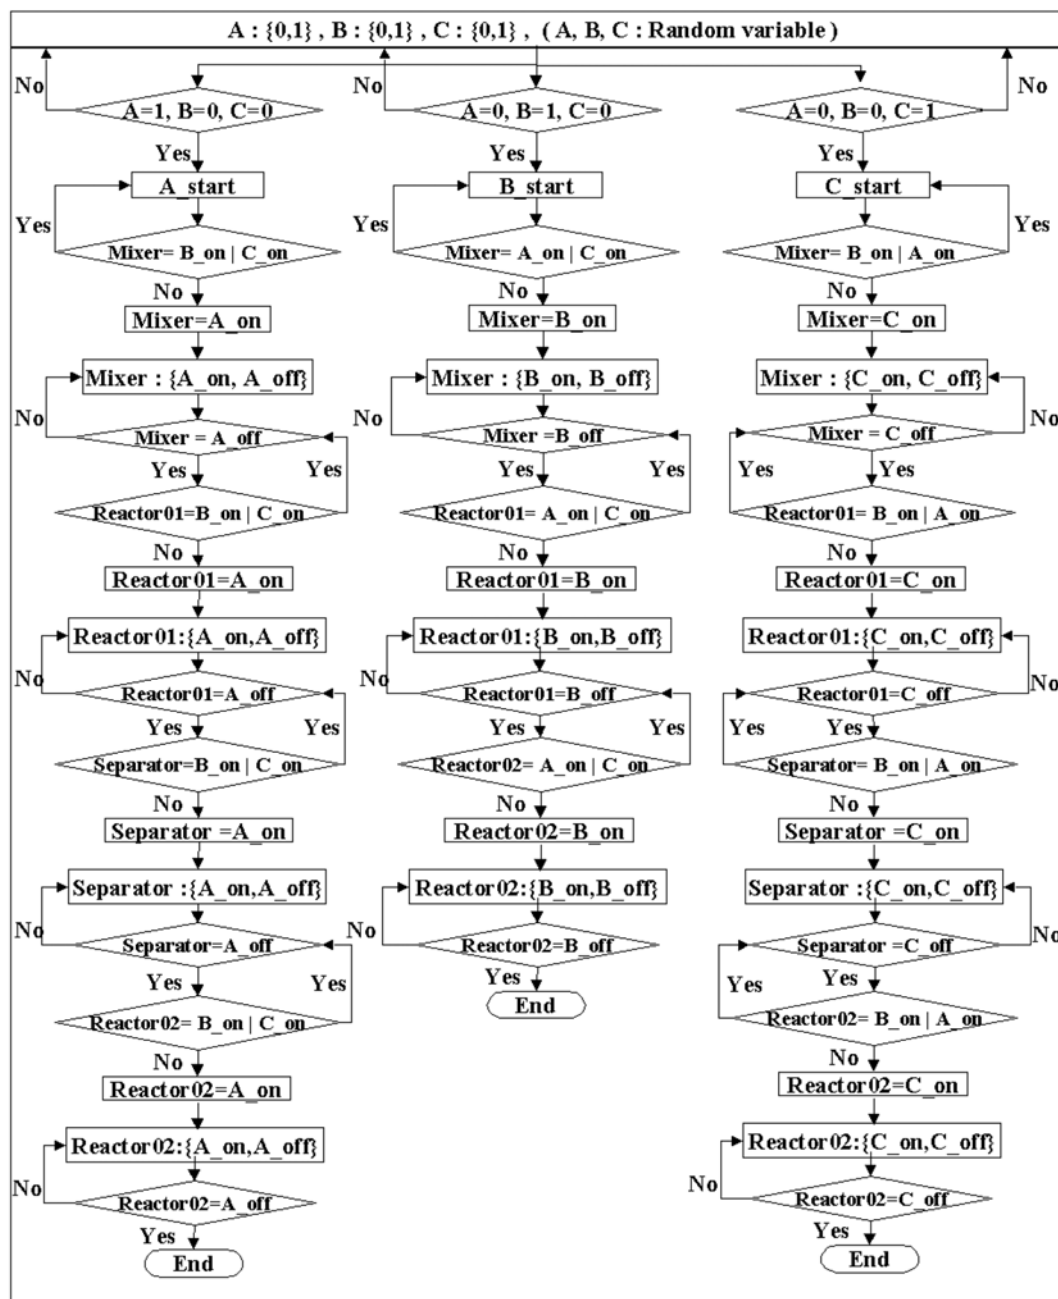 A : {0,1} , B : {0,1} , C : {0,1} , ( A, B, C : Random variable )
No
A=1, B=0, C=0
Yes
A_start
Yes
Mixer= B_on | C_on
No
Mixer=A_on
Mixer : {A_on, A_off}
No
Mixer = A_off
Yes
Yes
Reactor01=B_on | C_on
No
Reactor01=A_on
Reactor01:{A_on,A_off}
No
Reactor01=A_off
Yes
Yes
Separator=B_on | C_on
No
Separator =A_on
Separator :{A_on,A_off}
No
Separator=A_off
Yes
Yes
Reactor02= B_on | C_on
No
Reactor02=A_on
Reactor02:{A_on,A_off}
No
Reactor02=A_off
Yes
End
No
A=0, B=1, C=0
Yes
B_start
Yes
Mixer= A_on | C_on
No
Mixer=B_on
Mixer : {B_on, B_off}
No
Mixer =B_off
Yes
Yes
Reactor01= A_on | C_on
No
Reactor01=B_on
Reactor01:{B_on,B_off}
No
Reactor01=B_off
Yes
Yes
Reactor02= A_on | C_on
No
Reactor02=B_on
Reactor02:{B_on,B_off}
No
Reactor02=B_off
Yes
End
No
A=0, B=0, C=1
Yes
C_start
Yes
Mixer= B_on | A_on
No
Mixer=C_on
Mixer : {C_on, C_off}
No
Mixer = C_off
Yes
Yes
Reactor01= B_on | A_on
No
Reactor01=C_on
Reactor01:{C_on,C_off}
No
Reactor01=C_off
Yes
Yes
Separator= B_on | A_on
No
Separator =C_on
Separator :{C_on,C_off}
No
Separator =C_off
Yes
Yes
Reactor02= B_on | A_on
No
Reactor02=C_on
Reactor02:{C_on,C_off}
No
Reactor02=C_off
Yes
End